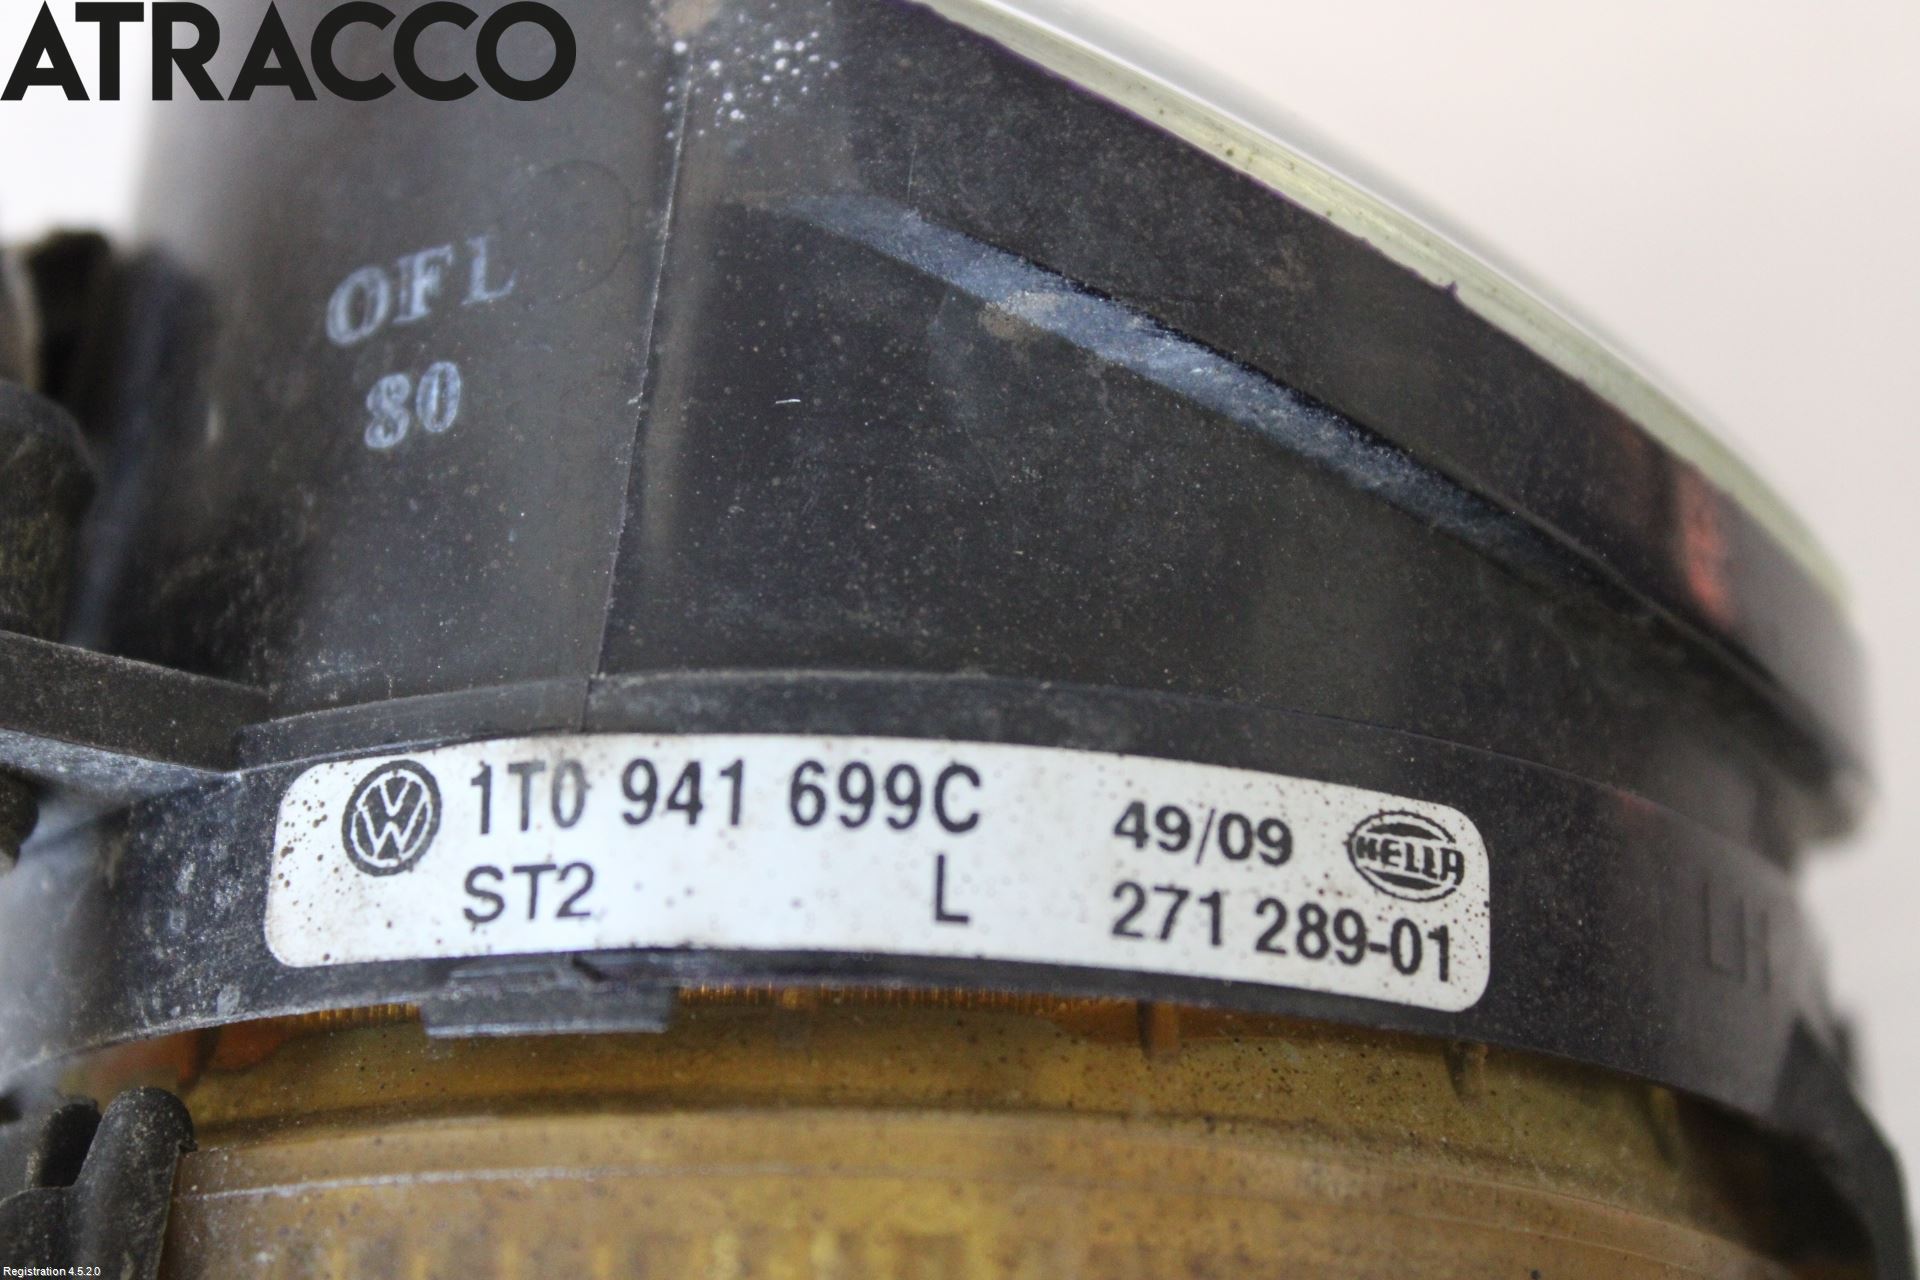 ATRACCO
OFL
80
1T0 941 699C 49/09 HELLA
ST2 L 271 289-01
Registration 4.5.2.0